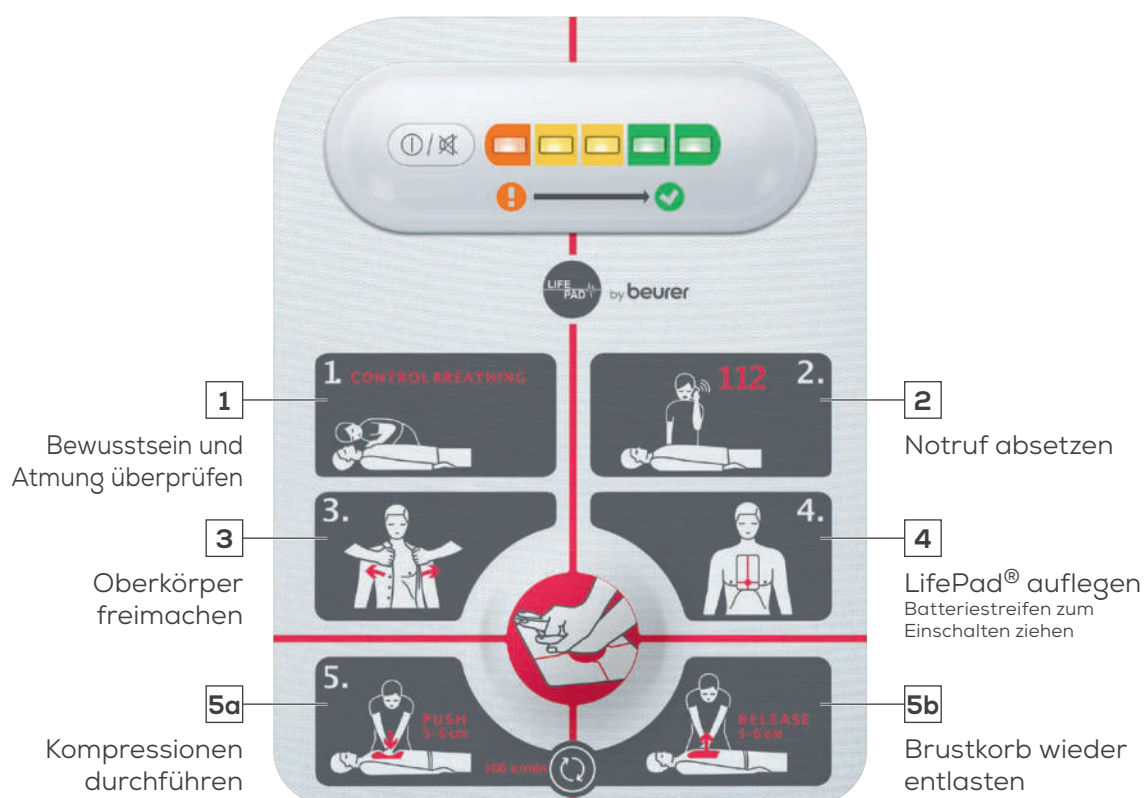 LIFE
PAD
by beurer
1. CONTROL BREATHING
112 2.
1
Bewusstsein und
Atmung überprüfen
2
Notruf absetzen
3.
4.
3
Oberkörper
freimachen
4
LifePad® auflegen
Batteriestreifen zum
Einschalten ziehen
5.
PUSH
5-6 cm
RELEASE
5-6 cm
100 x/min
5a
Kompressionen
durchführen
5b
Brustkorb wieder
entlasten